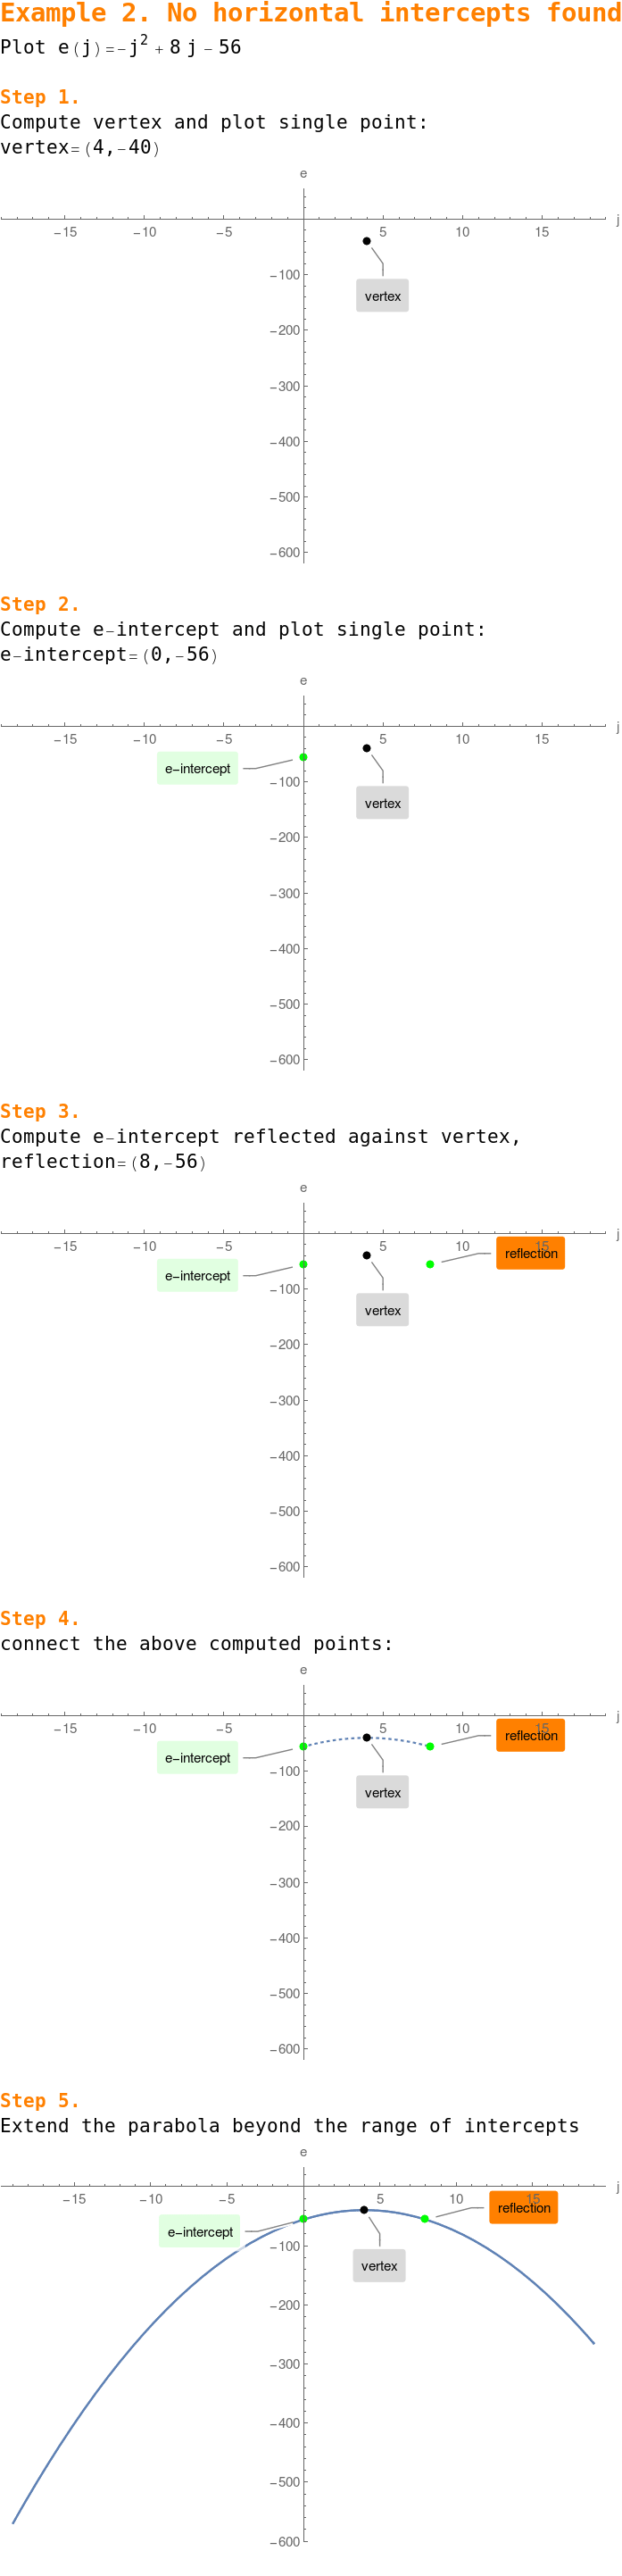 Example 2. No horizontal intercepts found
Plot e(j)=−j² + 8 j − 56
Step 1.
Compute vertex and plot single point:
vertex=(4,−40)
e
j
−15 −10 −5 5 10 15
−100
vertex
−200
−300
−400
−500
−600
Step 2.
Compute e−intercept and plot single point:
e−intercept=(0,−56)
e
j
−15 −10 −5 5 10 15
e−intercept
−100
vertex
−200
−300
−400
−500
−600
Step 3.
Compute e−intercept reflected against vertex,
reflection=(8,−56)
e
j
−15 −10 −5 5 10 15
reflection
e−intercept
−100
vertex
−200
−300
−400
−500
−600
Step 4.
connect the above computed points:
e
j
−15 −10 −5 5 10 15
reflection
e−intercept
−100
vertex
−200
−300
−400
−500
−600
Step 5.
Extend the parabola beyond the range of intercepts
e
j
−15 −10 −5 5 10 15
reflection
e−intercept
−100
vertex
−200
−300
−400
−500
−600